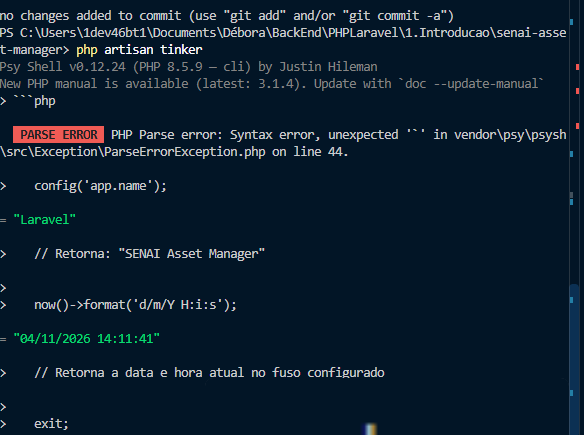 no changes added to commit (use "git add" and/or "git commit -a")
PS C:\Users\1dev46bt1\Documents\Débora\BackEnd\PHPLaravel\1.Introducao\senai-asse
t-manager> php artisan tinker
Psy Shell v0.12.24 (PHP 8.5.9 — cli) by Justin Hileman
New PHP manual is available (latest: 3.1.4). Update with `doc --update-manual`
> ```php
PARSE ERROR  PHP Parse error: Syntax error, unexpected '`' in vendor\psy\psysh
\src\Exception\ParseErrorException.php on line 44.
>    config('app.name');
= "Laravel"
>    // Retorna: "SENAI Asset Manager"
>
>    now()->format('d/m/Y H:i:s');
= "04/11/2026 14:11:41"
>    // Retorna a data e hora atual no fuso configurado
>
>    exit;